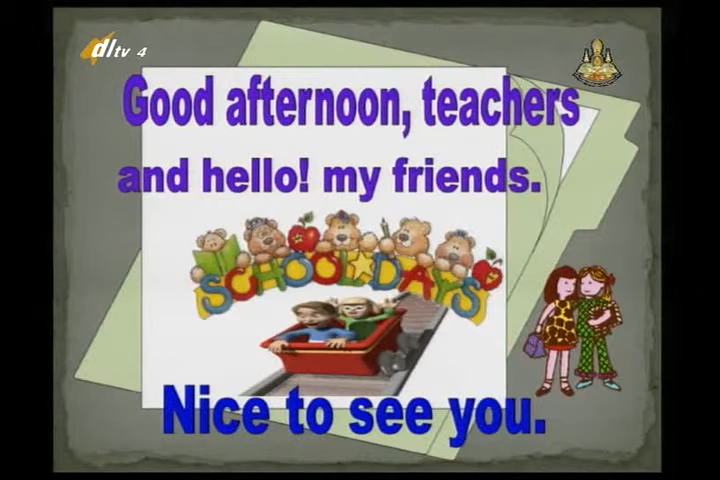 dltv 4
Good afternoon, teachers
and hello! my friends.
SCHOOL DAYS
Nice to see you.